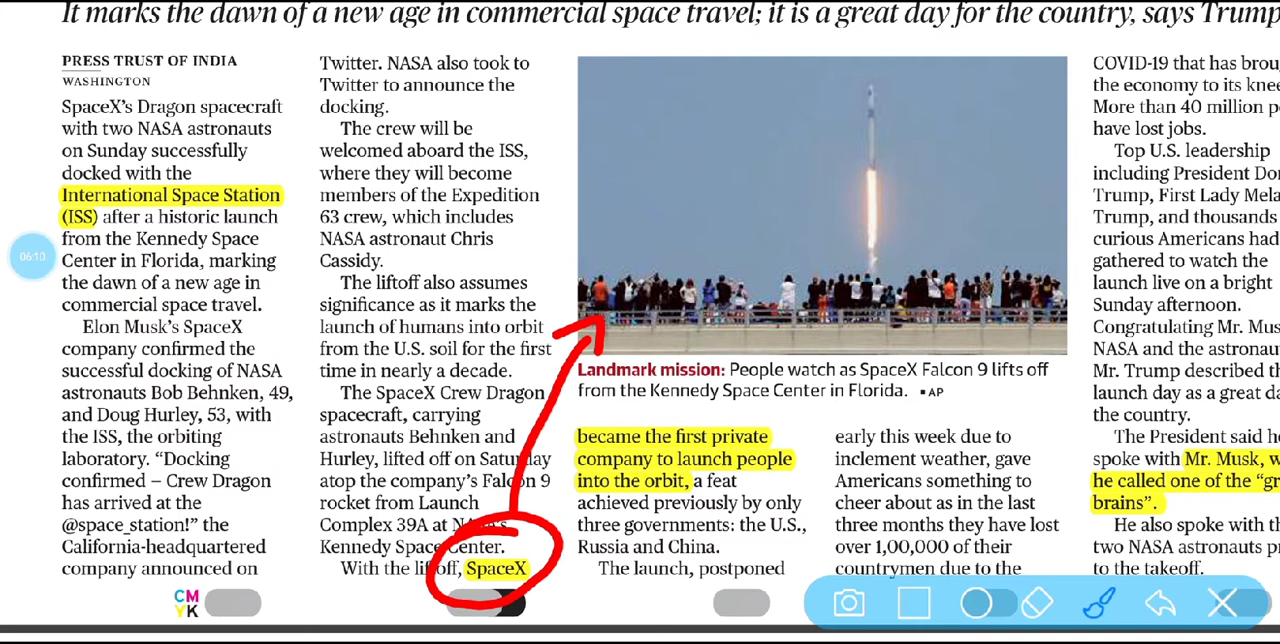 It marks the dawn of a new age in commercial space travel; it is a great day for the country, says Trump
PRESS TRUST OF INDIA
WASHINGTON
SpaceX's Dragon spacecraft
with two NASA astronauts
on Sunday successfully
docked with the
International Space Station
(ISS) after a historic launch
from the Kennedy Space
Center in Florida, marking
the dawn of a new age in
commercial space travel.
Elon Musk's SpaceX
company confirmed the
successful docking of NASA
astronauts Bob Behnken, 49,
and Doug Hurley, 53, with
the ISS, the orbiting
laboratory. “Docking
confirmed – Crew Dragon
has arrived at the
@space_station!” the
California-headquartered
company announced on
Twitter. NASA also took to
Twitter to announce the
docking.
The crew will be
welcomed aboard the ISS,
where they will become
members of the Expedition
63 crew, which includes
NASA astronaut Chris
Cassidy.
The liftoff also assumes
significance as it marks the
launch of humans into orbit
from the U.S. soil for the first
time in nearly a decade.
The SpaceX Crew Dragon
spacecraft, carrying
astronauts Behnken and
Hurley, lifted off on Saturday
atop the company's Falcon 9
rocket from Launch
Complex 39A at NASA's
Kennedy Space Center.
With the liftoff, SpaceX
Landmark mission: People watch as SpaceX Falcon 9 lifts off
from the Kennedy Space Center in Florida. ▪ AP
became the first private
company to launch people
into the orbit, a feat
achieved previously by only
three governments: the U.S.,
Russia and China.
The launch, postponed
early this week due to
inclement weather, gave
Americans something to
cheer about as in the last
three months they have lost
over 1,00,000 of their
countrymen due to the
COVID-19 that has brou
the economy to its knee
More than 40 million p
have lost jobs.
Top U.S. leadership
including President Do
Trump, First Lady Mela
Trump, and thousands
curious Americans had
gathered to watch the
launch live on a bright
Sunday afternoon.
Congratulating Mr. Mus
NASA and the astronau
Mr. Trump described th
launch day as a great da
the country.
The President said he
spoke with Mr. Musk, w
he called one of the “gr
brains”.
He also spoke with th
two NASA astronauts pr
to the takeoff.
06:10
CM
YK